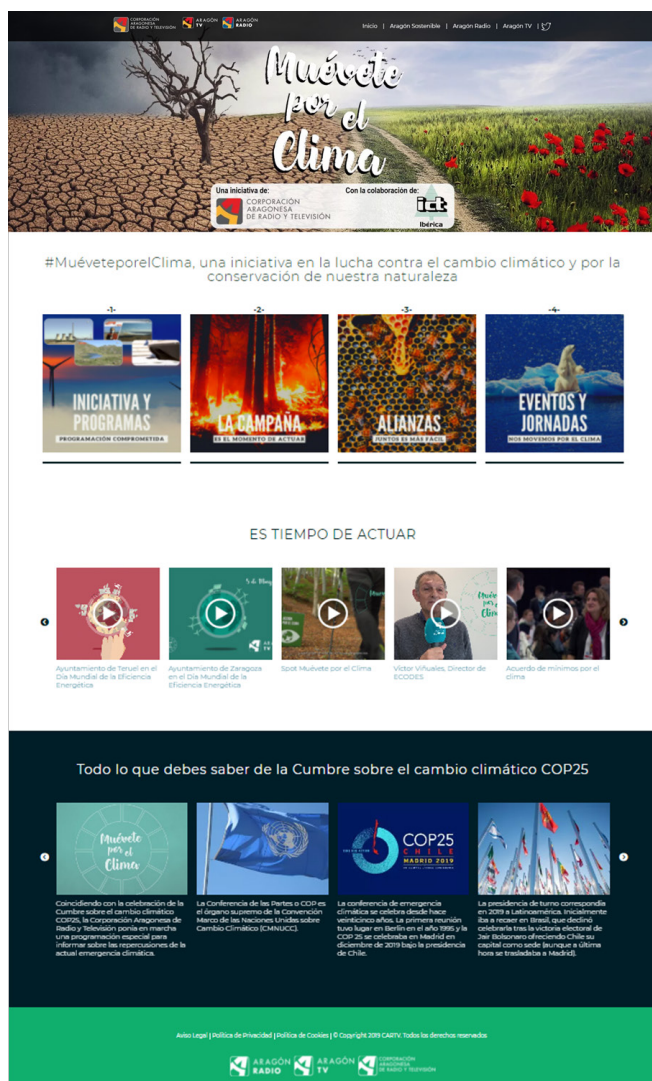 CORPORACIÓN
ARAGONESA
DE RADIO Y TELEVISIÓN
ARAGÓN
TV
ARAGÓN
RADIO
Inicio | Aragón Sostenible | Aragón Radio | Aragón TV |
Muévete
por el
Clima
Una iniciativa de:
Con la colaboración de:
CORPORACIÓN
ARAGONESA
DE RADIO Y TELEVISIÓN
ict
Ibérica
#MuéveteporelClima, una iniciativa en la lucha contra el cambio climático y por la
conservación de nuestra naturaleza
-1-
-2-
-3-
-4-
INICIATIVA Y
PROGRAMAS
PROGRAMACIÓN COMPROMETIDA
LA CAMPAÑA
ES EL MOMENTO DE ACTUAR
ALIANZAS
JUNTOS ES MÁS FÁCIL
EVENTOS Y
JORNADAS
NOS MOVEMOS POR EL CLIMA
ES TIEMPO DE ACTUAR
Ayuntamiento de Teruel en el
Día Mundial de la Eficiencia
Energética
Ayuntamiento de Zaragoza
en el Día Mundial de la
Eficiencia Energética
Spot Muévete por el Clima
Víctor Viñuales, Director de
ECODES
Acuerdo de mínimos por el
clima
Todo lo que debes saber de la Cumbre sobre el cambio climático COP25
Muévete
por el
Clima
COP25
CHILE
MADRID 2019
Coincidiendo con la celebración de la
Cumbre sobre el cambio climático
COP25, la Corporación Aragonesa de
Radio y Televisión ponía en marcha
una programación especial para
informar sobre las repercusiones de la
actual emergencia climática.
La Conferencia de las Partes o COP es
el órgano supremo de la Convención
Marco de las Naciones Unidas sobre
Cambio Climático (CMNUCC).
La conferencia de emergencia
climática se celebra desde hace
veinticinco años. La primera reunión
tuvo lugar en Berlín en el año 1995 y la
COP 25 se celebraba en Madrid en
diciembre de 2019 bajo la presidencia
de Chile.
La presidencia de turno correspondía
en 2019 a Latinoamérica. Inicialmente
iba a recaer en Brasil, que declinó
celebrarla tras la victoria electoral de
Jair Bolsonaro ofreciendo Chile su
capital como sede (aunque a última
hora se trasladaba a Madrid).
Aviso Legal | Política de Privacidad | Política de Cookies | © Copyright 2019 CARTV. Todos los derechos reservados
ARAGÓN
RADIO
ARAGÓN
TV
CORPORACIÓN
ARAGONESA
DE RADIO Y TELEVISIÓN